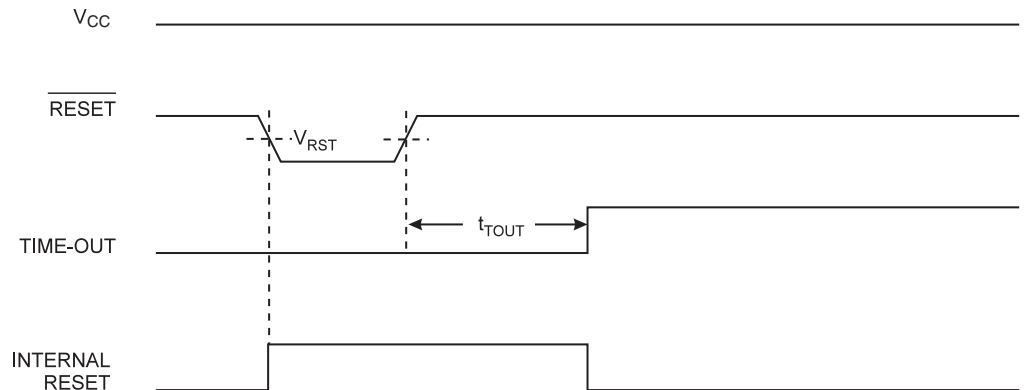 VCC
RESET
VRST
tTOUT
TIME-OUT
INTERNAL
RESET